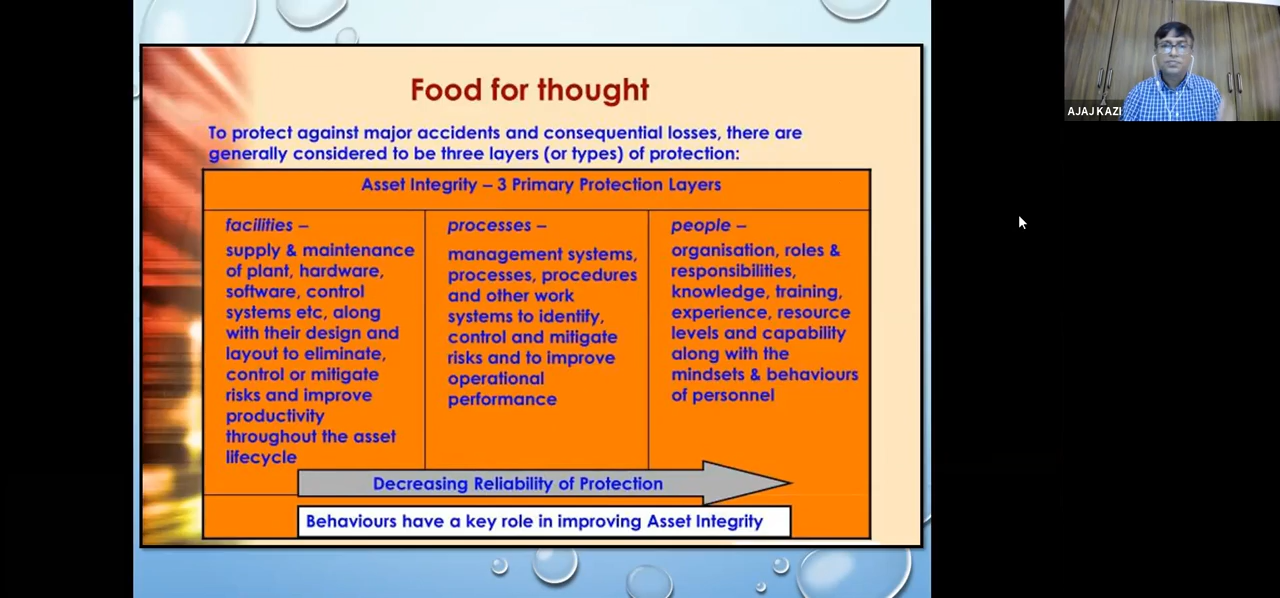 Food for thought
To protect against major accidents and consequential losses, there are
generally considered to be three layers (or types) of protection:
Asset Integrity – 3 Primary Protection Layers
facilities –
supply & maintenance
of plant, hardware,
software, control
systems etc, along
with their design and
layout to eliminate,
control or mitigate
risks and improve
productivity
throughout the asset
lifecycle
processes –
management systems,
processes, procedures
and other work
systems to identify,
control and mitigate
risks and to improve
operational
performance
people –
organisation, roles &
responsibilities,
knowledge, training,
experience, resource
levels and capability
along with the
mindsets & behaviours
of personnel
Decreasing Reliability of Protection
Behaviours have a key role in improving Asset Integrity
AJAJ KAZI